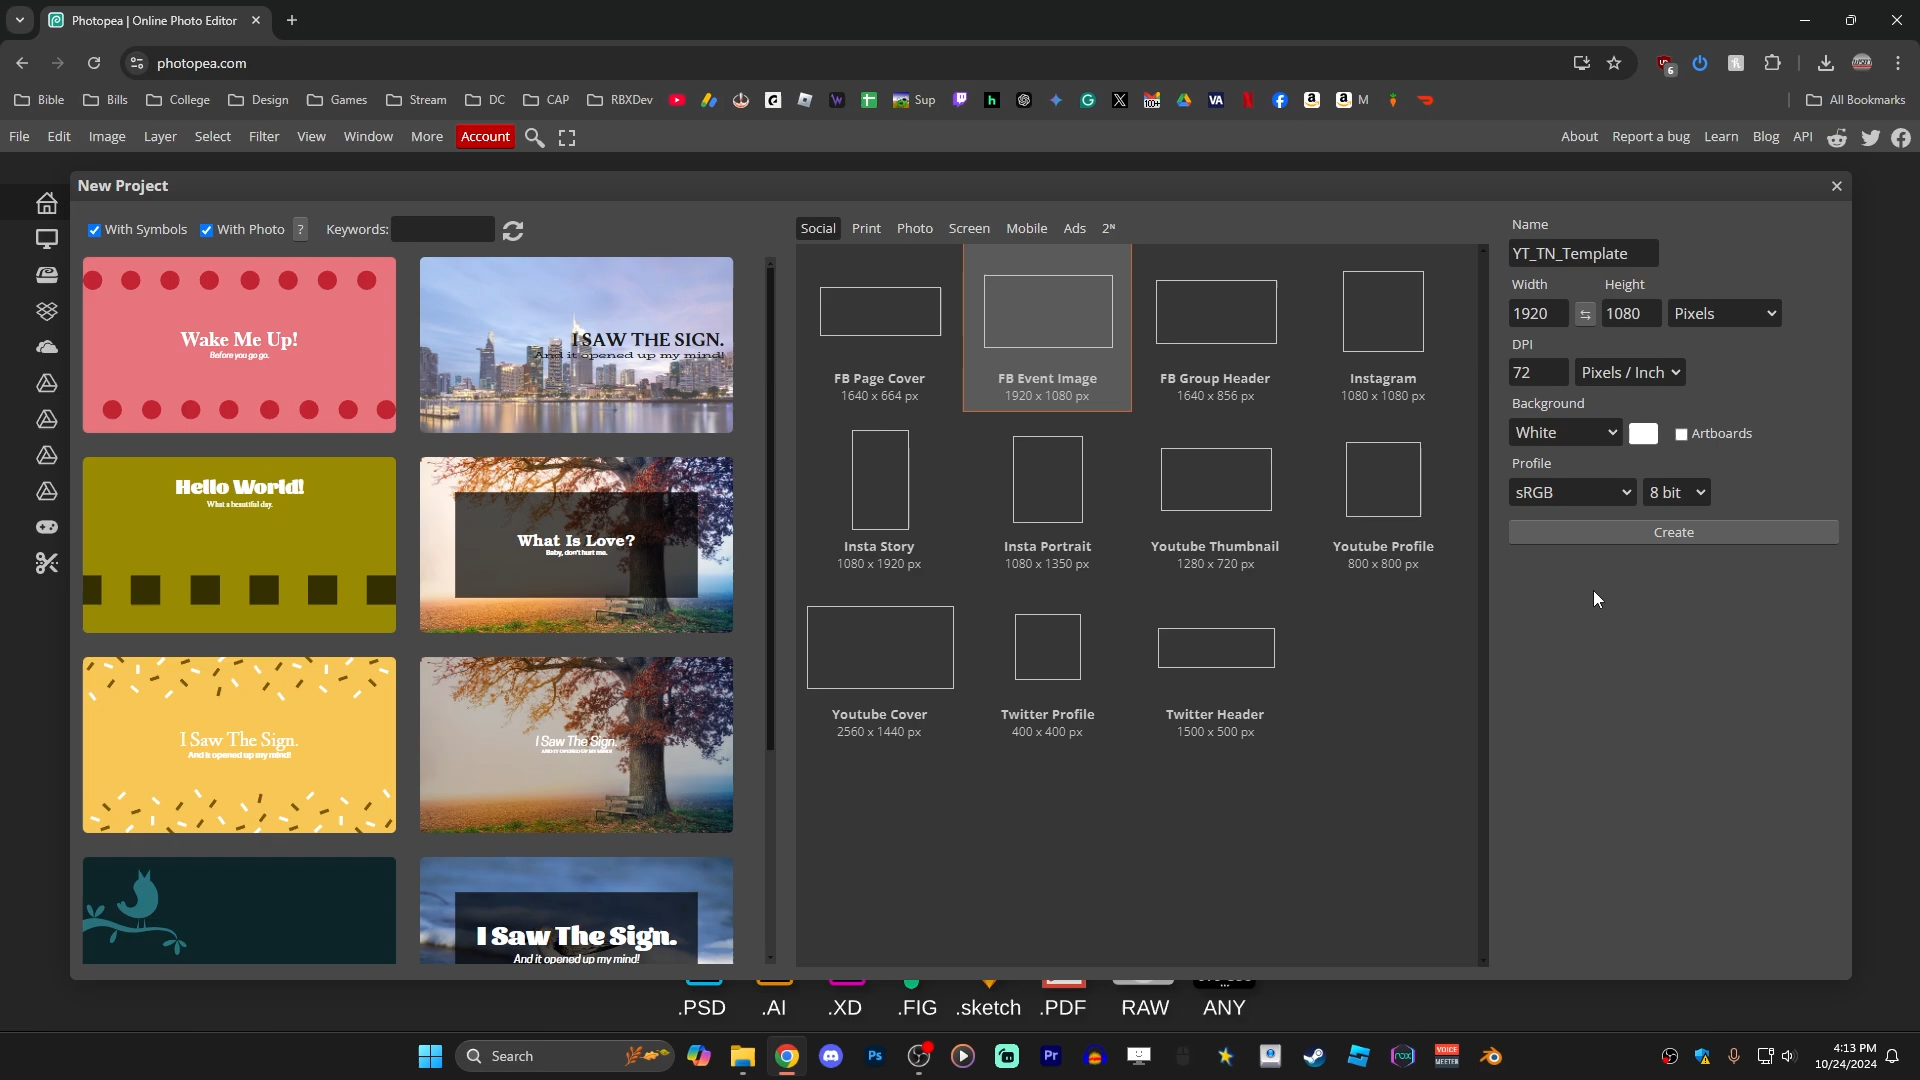 Photopea | Online Photo Editor
photopea.com
Bible Bills College Design Games Stream DC CAP RBXDev Sup M All Bookmarks
File Edit Image Layer Select Filter View Window More Account About Report a bug Learn Blog API
New Project
With Symbols With Photo ? Keywords:
Wake Me Up!
Before you go go.
I SAW THE SIGN.
And it opened up my mind!
Hello World!
What a beautiful day.
What Is Love?
Baby, don't hurt me.
I Saw The Sign.
And it opened up my mind!
I Saw The Sign.
AND IT OPENED UP MY MIND!
I Saw The Sign.
And it opened up my mind!
Social Print Photo Screen Mobile Ads 2ᴺ
FB Page Cover
1640 x 664 px
FB Event Image
1920 x 1080 px
FB Group Header
1640 x 856 px
Instagram
1080 x 1080 px
Insta Story
1080 x 1920 px
Insta Portrait
1080 x 1350 px
Youtube Thumbnail
1280 x 720 px
Youtube Profile
800 x 800 px
Youtube Cover
2560 x 1440 px
Twitter Profile
400 x 400 px
Twitter Header
1500 x 500 px
Name
YT_TN_Template
Width Height
1920 1080 Pixels
DPI
72 Pixels / Inch
Background
White Artboards
Profile
sRGB 8 bit
Create
.PSD .AI .XD .FIG .sketch .PDF RAW ANY
Search
4:13 PM
10/24/2024